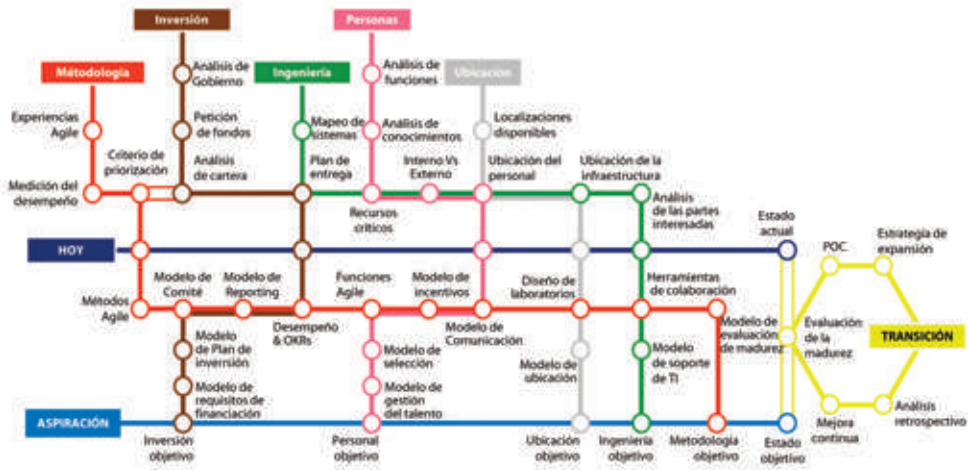 Inversión
Personas
Métodología
Ingeniería
Ubicación
Análisis de
Gobierno
Análisis de
funciones
Experiencias
Agile
Petición
de fondos
Mapeo de
sistemas
Análisis de
conocimientos
Localizaciones
disponibles
Criterio de
priorización
Análisis
de cartera
Plan de
entrega
Interno Vs
Externo
Ubicación del
personal
Ubicación de la
infraestructura
Medición del
desempeño
Recursos
críticos
Análisis
de las partes
interesadas
Estado
actual
HOY
POC
Estrategía de
expansión
Métodos
Agile
Modelo de
Comité
Modelo de
Reporting
Desempeño
& OKRs
Funciones
Agile
Modelo de
incentivos
Modelo de
Comunicación
Diseño de
laboratorios
Herramientas
de colaboración
Modelo de
evaluación
de madurez
Evaluación
de la
madurez
TRANSICIÓN
Modelo
de Plan de
inverrsión
Modelo de
selección
Modelo de
ubicación
Modelo
de soporte
de TI
Modelo de
requisitos de
financiación
Modelo de
gestión
del talento
ASPIRACIÓN
Inversión
objetivo
Personal
objetivo
Ubicación
objetivo
Ingeniería
objetivo
Metodología
objetivo
Estado
objetivo
Mejora
continua
Análisis
retrospectivo